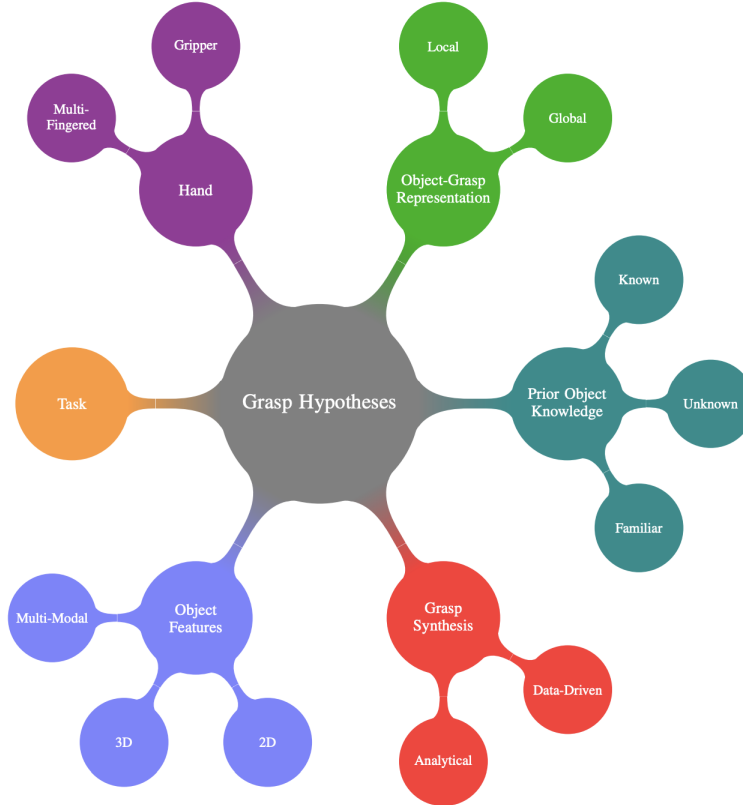 Gripper
Local
Multi-
Fingered
Global
Hand
Object-Grasp
Representation
Known
Grasp Hypotheses
Task
Prior Object
Knowledge
Unknown
Familiar
Multi-Modal
Object
Features
Grasp
Synthesis
Data-Driven
3D
2D
Analytical